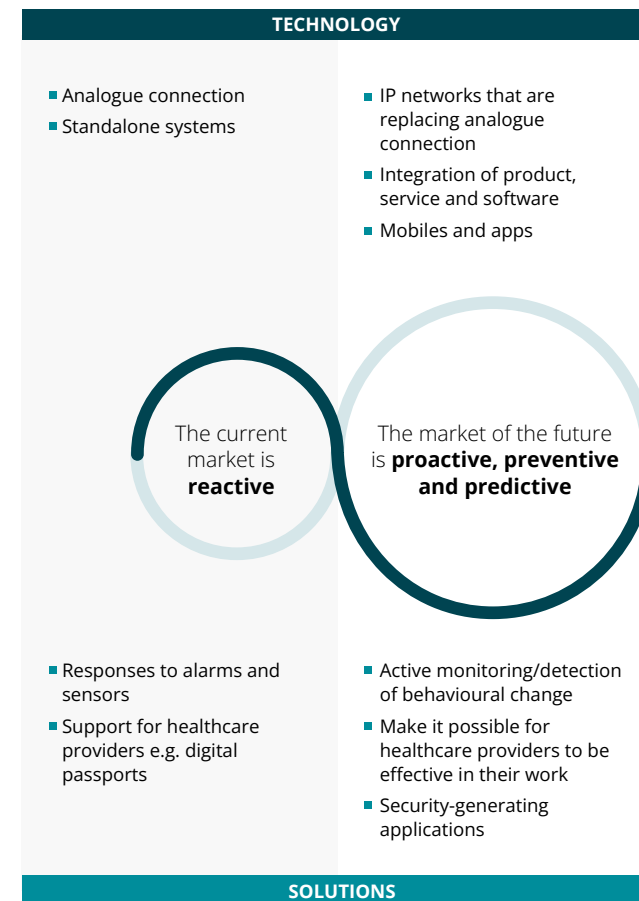 TECHNOLOGY
Analogue connection
Standalone systems
IP networks that are
replacing analogue
connection
Integration of product,
service and software
Mobiles and apps
The current
market is
reactive
The market of the future
is proactive, preventive
and predictive
Responses to alarms and
sensors
Support for healthcare
providers e.g. digital
passports
Active monitoring/detection
of behavioural change
Make it possible for
healthcare providers to be
effective in their work
Security-generating
applications
SOLUTIONS